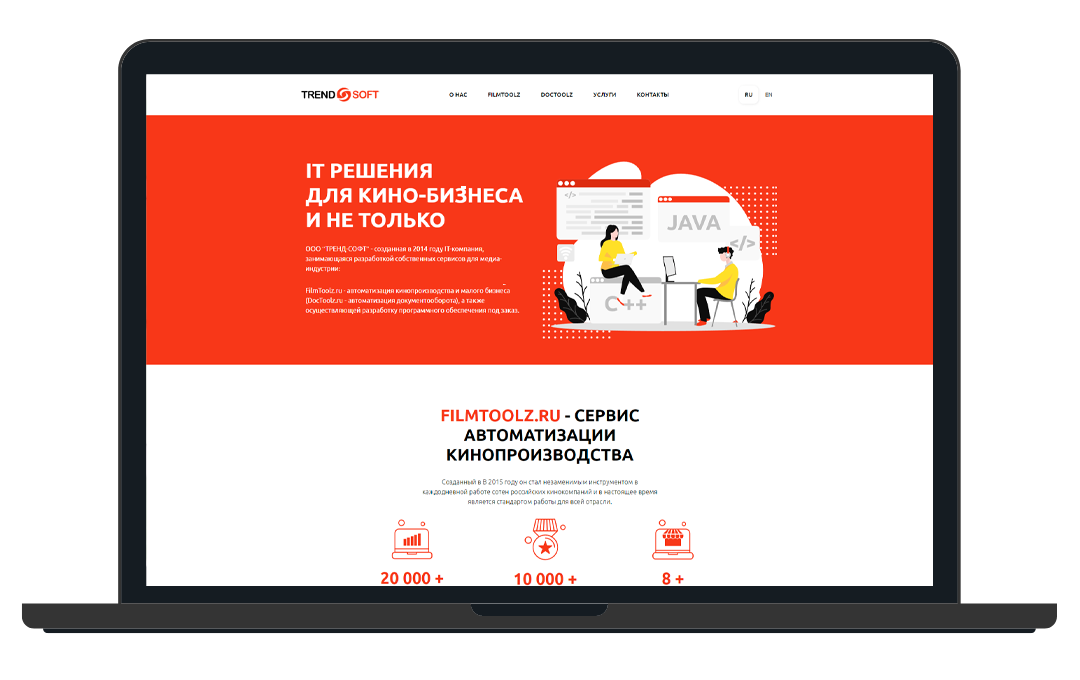 TREND SOFT
О НАС
FILMTOOLZ
DOCTOOLZ
УСЛУГИ
КОНТАКТЫ
RU
EN
IT РЕШЕНИЯ
ДЛЯ КИНО-БИЗНЕСА
И НЕ ТОЛЬКО
ООО "ТРЕНД-СОФТ" - созданная в 2014 году IT-компания,
занимающаяся разработкой собственных сервисов для медиа-
индустрии:
FilmToolz.ru - автоматизация кинопроизводства и малого бизнеса
(DocToolz.ru - автоматизация документооборота), а также
осуществляющей разработку программного обеспечения под заказ.
</>
JAVA
</>
C++
FILMTOOLZ.RU - СЕРВИС
АВТОМАТИЗАЦИИ
КИНОПРОИЗВОДСТВА
Созданный в В 2015 году он стал незаменимым инструментом в
каждодневной работе сотен российских кинокомпаний и в настоящее время
является стандартом работы для всей отрасли.
20 000 +
10 000 +
8 +